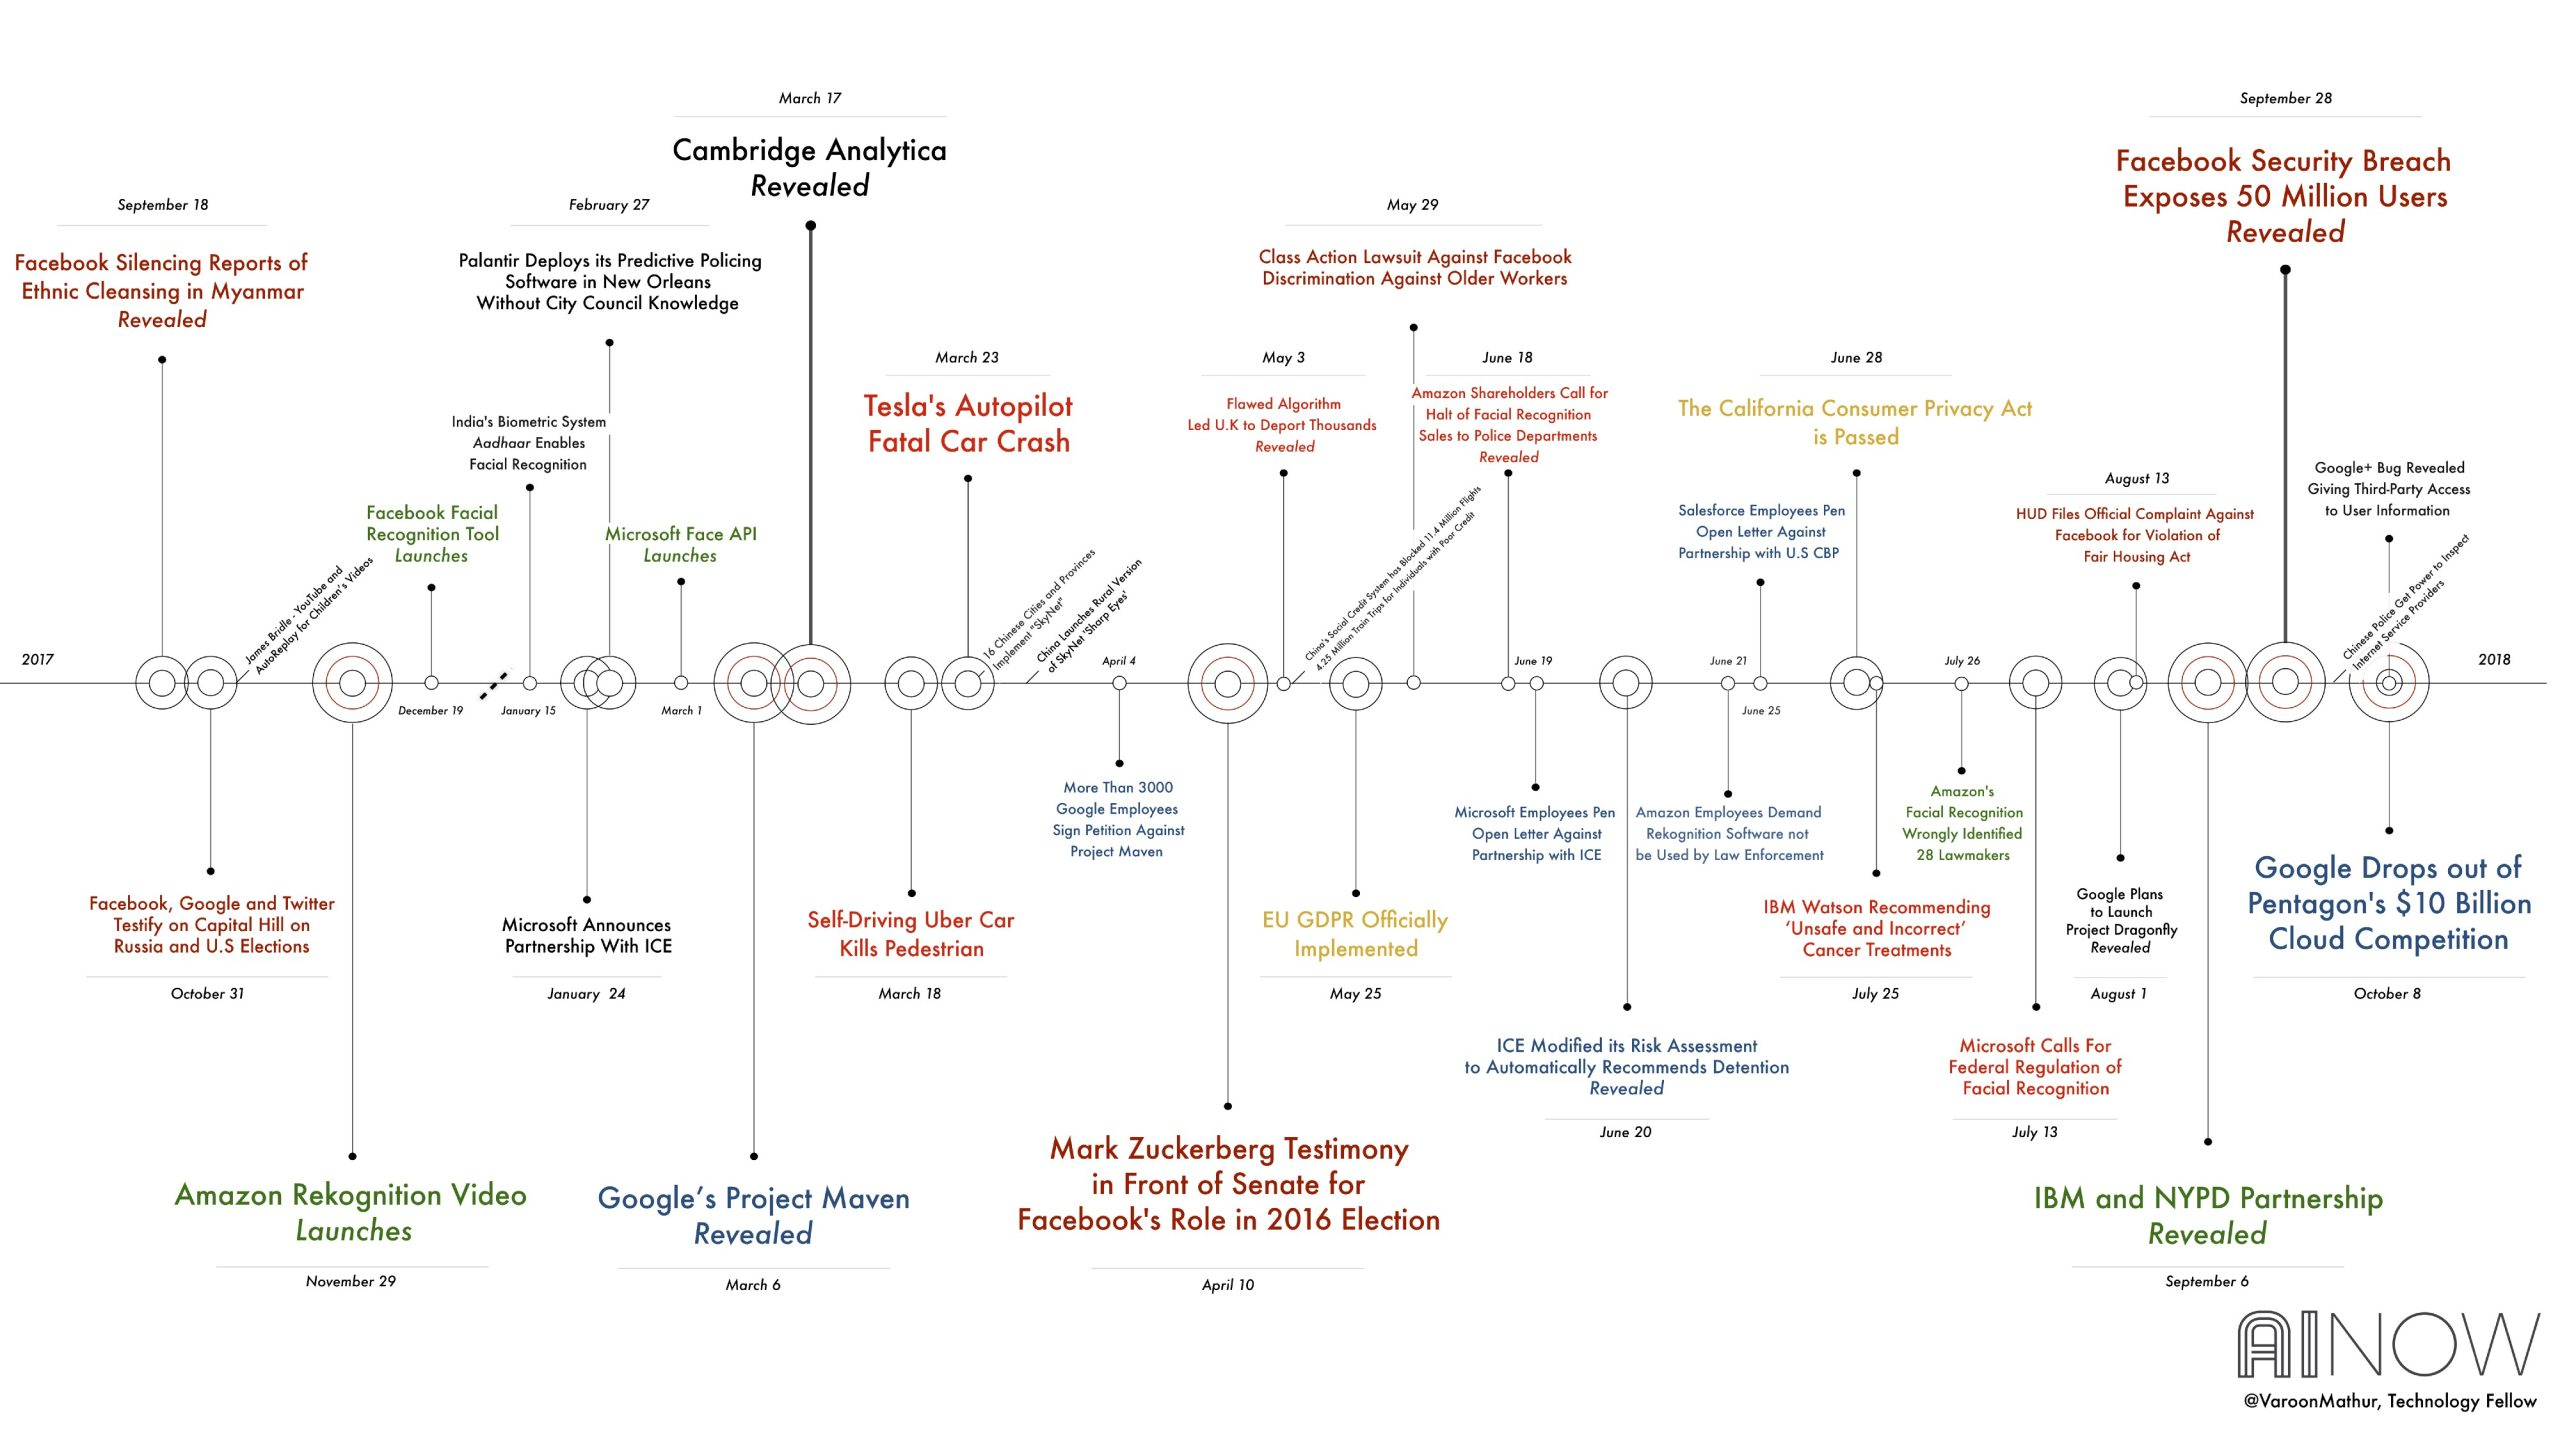 2017
September 18
Facebook Silencing Reports of
Ethnic Cleansing in Myanmar
Revealed
Facebook, Google and Twitter
Testify on Capital Hill on
Russia and U.S Elections
October 31
James Bridle - YouTube and
AutoReplay for Children's Videos
Amazon Rekognition Video
Launches
November 29
Facebook Facial
Recognition Tool
Launches
December 19
India's Biometric System
Aadhaar Enables
Facial Recognition
January 15
Microsoft Announces
Partnership With ICE
January 24
February 27
Palantir Deploys its Predictive Policing
Software in New Orleans
Without City Council Knowledge
Microsoft Face API
Launches
March 1
Google’s Project Maven
Revealed
March 6
March 17
Cambridge Analytica
Revealed
Self-Driving Uber Car
Kills Pedestrian
March 18
March 23
Tesla's Autopilot
Fatal Car Crash
16 Chinese Cities and Provinces
Implement "SkyNet"
China Launches Rural Version
of SkyNet 'Sharp Eyes'
April 4
More Than 3000
Google Employees
Sign Petition Against
Project Maven
Mark Zuckerberg Testimony
in Front of Senate for
Facebook's Role in 2016 Election
April 10
May 3
Flawed Algorithm
Led U.K to Deport Thousands
Revealed
China's Social Credit System has Blocked 11.4 Million Flights
4.25 Million Train Trips for Individuals with Poor Credit
EU GDPR Officially
Implemented
May 25
May 29
Class Action Lawsuit Against Facebook
Discrimination Against Older Workers
June 18
Amazon Shareholders Call for
Halt of Facial Recognition
Sales to Police Departments
Revealed
June 19
Microsoft Employees Pen
Open Letter Against
Partnership with ICE
ICE Modified its Risk Assessment
to Automatically Recommends Detention
Revealed
June 20
June 21
Amazon Employees Demand
Rekognition Software not
be Used by Law Enforcement
Salesforce Employees Pen
Open Letter Against
Partnership with U.S CBP
June 25
June 28
The California Consumer Privacy Act
is Passed
IBM Watson Recommending
‘Unsafe and Incorrect’
Cancer Treatments
July 25
July 26
Amazon's
Facial Recognition
Wrongly Identified
28 Lawmakers
Microsoft Calls For
Federal Regulation of
Facial Recognition
July 13
Google Plans
to Launch
Project Dragonfly
Revealed
August 1
August 13
HUD Files Official Complaint Against
Facebook for Violation of
Fair Housing Act
IBM and NYPD Partnership
Revealed
September 6
September 28
Facebook Security Breach
Exposes 50 Million Users
Revealed
Chinese Police Get Power to Inspect
Internet Service Providers
Google+ Bug Revealed
Giving Third-Party Access
to User Information
Google Drops out of
Pentagon's $10 Billion
Cloud Competition
October 8
2018
AINOW
@VaroonMathur, Technology Fellow